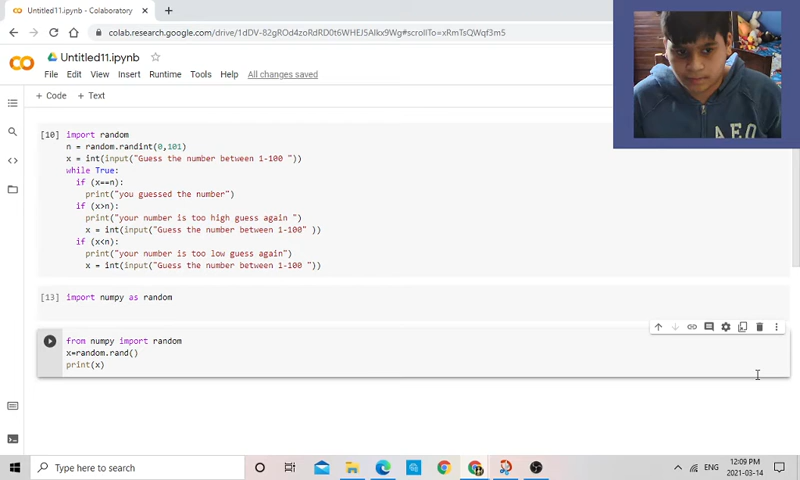 Untitled11.ipynb - Colaboratory
colab.research.google.com/drive/1dDV-82gROd4zoRdRD0t6WHEJ5AIkx9Wg#scrollTo=xRmTsQWqf3m5
Untitled11.ipynb
File Edit View Insert Runtime Tools Help All changes saved
+ Code + Text
[10] import random
n = random.randint(0,101)
x = int(input("Guess the number between 1-100 "))
while True:
if (x==n):
print("you guessed the number")
if (x>n):
print("your number is too high guess again ")
x = int(input("Guess the number between 1-100" ))
if (x<n):
print("your number is too low guess again")
x = int(input("Guess the number between 1-100 "))
[13] import numpy as random
from numpy import random
x=random.rand()
print(x)
AEO
Type here to search
ENG
12:09 PM
2021-03-14